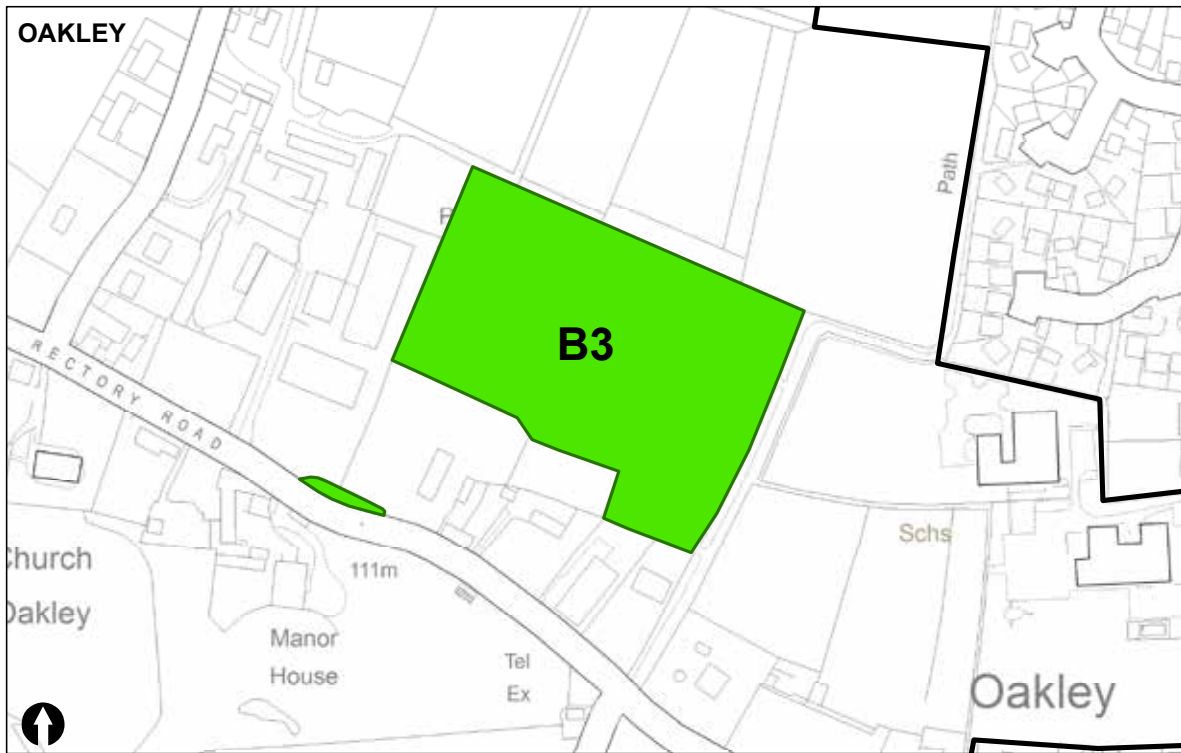 OAKLEY
Path
B3
RECTORY ROAD
Schs
Church
Oakley
111m
Manor
House
Tel
Ex
Oakley